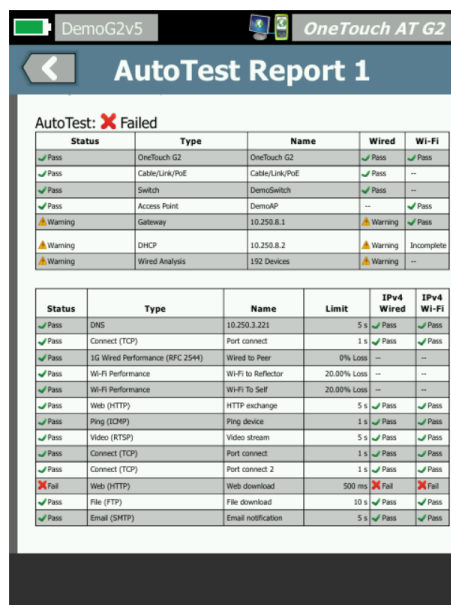 DemoG2v5 OneTouch AT G2
AutoTest Report 1
AutoTest: Failed
Status Type Name Wired Wi-Fi
Pass OneTouch G2 OneTouch G2 Pass Pass
Pass Cable/Link/PoE Cable/Link/PoE Pass --
Pass Switch DemoSwitch Pass --
Pass Access Point DemoAP -- Pass
Warning Gateway 10.250.8.1 Warning Pass
Warning DHCP 10.250.8.2 Warning Incomplete
Warning Wired Analysis 192 Devices Warning --
IPv4 IPv4
Status Type Name Limit Wired Wi-Fi
Pass DNS 10.250.3.221 5 s Pass Pass
Pass Connect (TCP) Port connect 1 s Pass Pass
Pass 1G Wired Performance (RFC 2544) Wired to Peer 0% Loss -- --
Pass Wi-Fi Performance Wi-Fi to Reflector 20.00% Loss -- --
Pass Wi-Fi Performance Wi-Fi To Self 20.00% Loss -- --
Pass Web (HTTP) HTTP exchange 5 s Pass Pass
Pass Ping (ICMP) Ping device 1 s Pass Pass
Pass Video (RTSP) Video stream 5 s Pass Pass
Pass Connect (TCP) Port connect 1 s Pass Pass
Pass Connect (TCP) Port connect 2 1 s Pass Pass
Fail Web (HTTP) Web download 500 ms Fail Fail
Pass File (FTP) File download 10 s Pass Pass
Pass Email (SMTP) Email notification 5 s Pass Pass